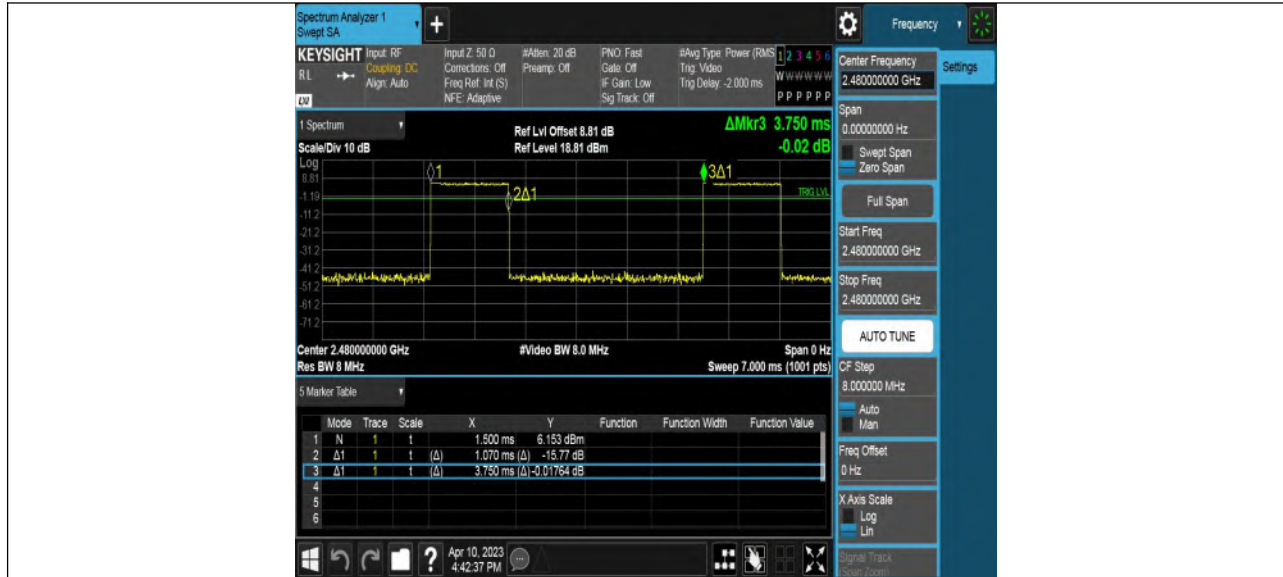 Spectrum Analyzer 1
Swept SA
Frequency
KEYSIGHT
RL
LXI
Input: RF
Coupling: DC
Align: Auto
Input Z: 50 Ω
Corrections: Off
Freq Ref: Int (S)
NFE: Adaptive
#Atten: 20 dB
Preamp: Off
PNO: Fast
Gate: Off
IF Gain: Low
Sig Track: Off
#Avg Type: Power (RMS
Trig: Video
Trig Delay: -2.000 ms
1 2 3 4 5 6
W W W W W W
P P P P P P
1 Spectrum
Scale/Div 10 dB
Ref Lvl Offset 8.81 dB
Ref Level 18.81 dBm
ΔMkr3 3.750 ms
-0.02 dB
Log
8.81
-1.19
-11.2
-21.2
-31.2
-41.2
-51.2
-61.2
-71.2
1
2Δ1
3Δ1
TRIG LVL
Center 2.480000000 GHz
#Video BW 8.0 MHz
Span 0 Hz
Res BW 8 MHz
Sweep 7.000 ms (1001 pts)
5 Marker Table
Mode Trace Scale X Y Function Function Width Function Value
1 N 1 t 1.500 ms 6.153 dBm
2 Δ1 1 t (Δ) 1.070 ms (Δ) -15.77 dB
3 Δ1 1 t (Δ) 3.750 ms (Δ) -0.01764 dB
4
5
6
Apr 10, 2023
4:42:37 PM
Settings
Center Frequency
2.480000000 GHz
Span
0.00000000 Hz
Swept Span
Zero Span
Full Span
Start Freq
2.480000000 GHz
Stop Freq
2.480000000 GHz
AUTO TUNE
CF Step
8.000000 MHz
Auto
Man
Freq Offset
0 Hz
X Axis Scale
Log
Lin
Signal Track
(Span Zoom)